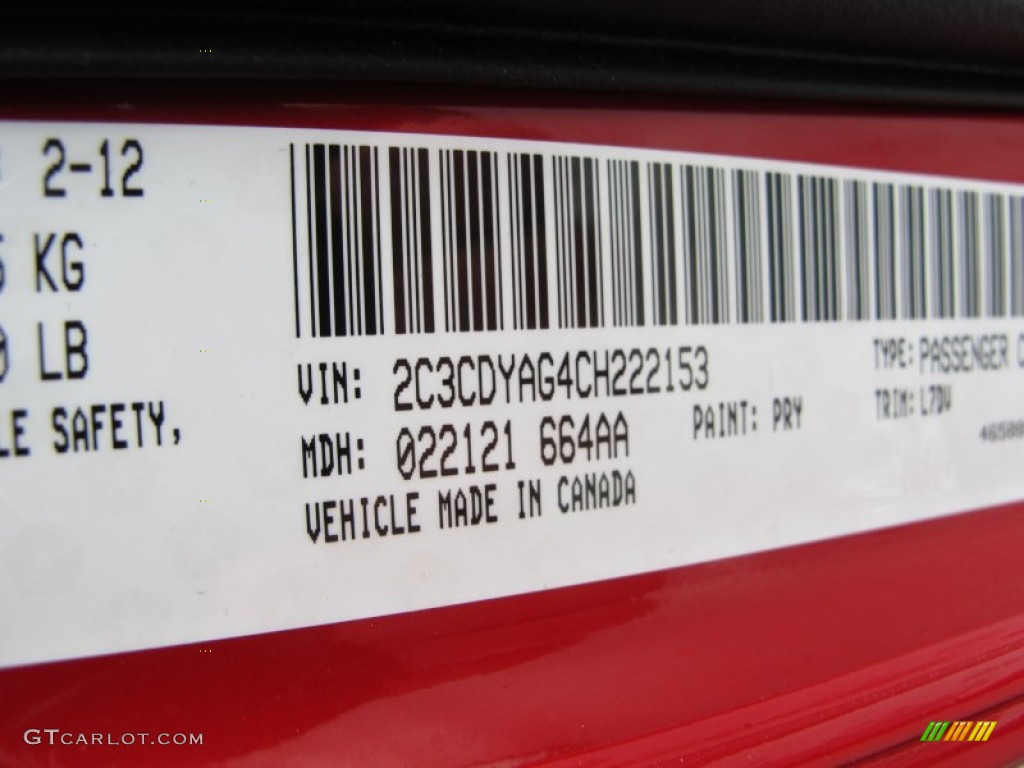 2-12
KG
LB
LE SAFETY,
VIN: 2C3CDYAG4CH222153
TYPE: PASSENGER
MDH: 022121 664AA
PAINT: PRY
TRIM: L7DV
VEHICLE MADE IN CANADA
GTCARLOT.COM